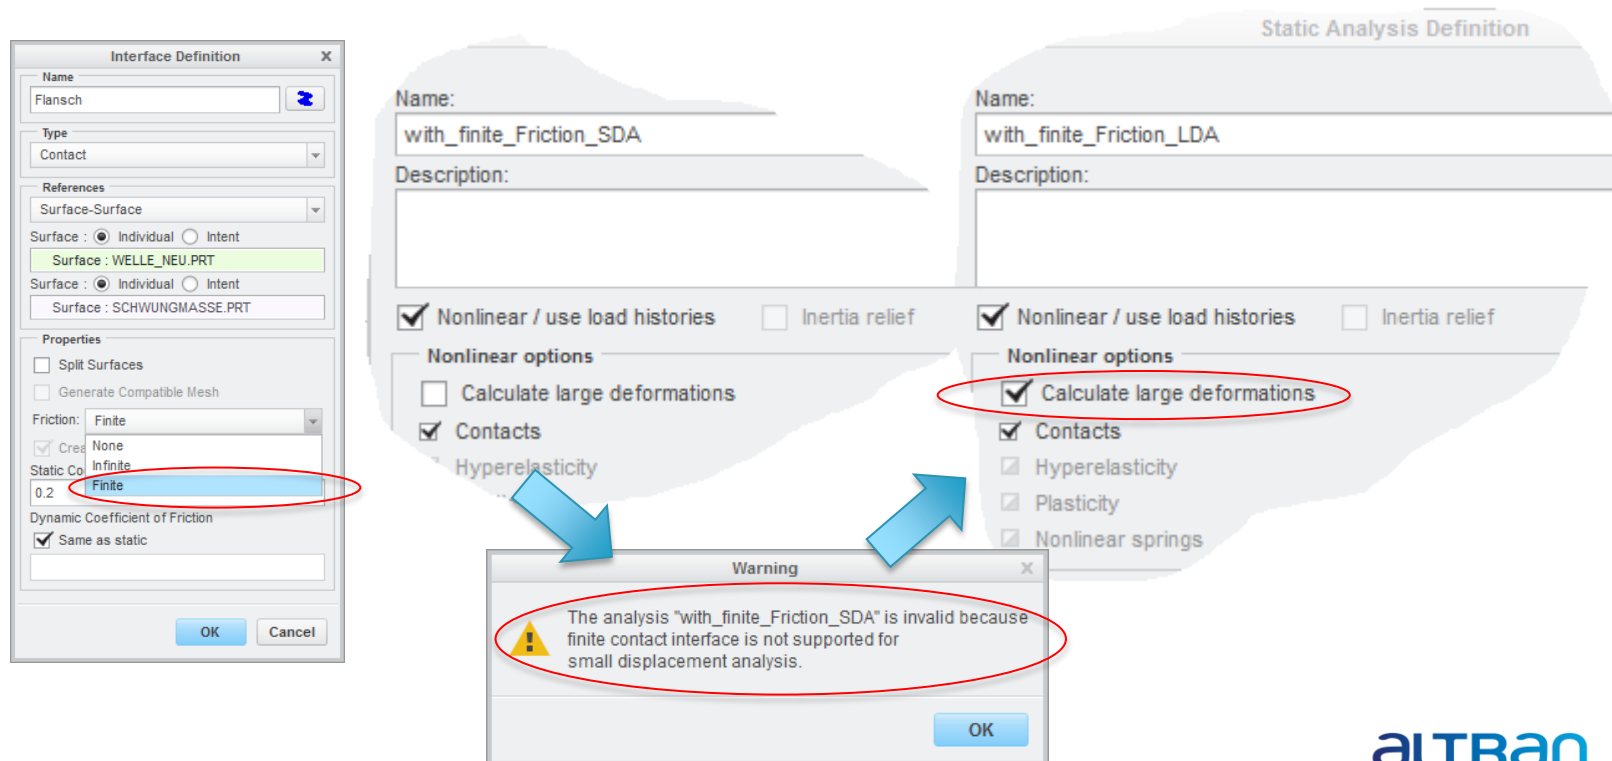 Interface Definition
Name
Flansch
Type
Contact
References
Surface-Surface
Surface : Individual Intent
Surface : WELLE_NEU.PRT
Surface : Individual Intent
Surface : SCHWUNGMASSE.PRT
Properties
Split Surfaces
Generate Compatible Mesh
Friction: Finite
None
Infinite
Finite
Static Co
0.2
Dynamic Coefficient of Friction
Same as static
OK Cancel
Name:
with_finite_Friction_SDA
Description:
Nonlinear / use load histories Inertia relief
Nonlinear options
Calculate large deformations
Contacts
Hyperelasticity
Static Analysis Definition
Name:
with_finite_Friction_LDA
Description:
Nonlinear / use load histories Inertia relief
Nonlinear options
Calculate large deformations
Contacts
Hyperelasticity
Plasticity
Nonlinear springs
Warning
The analysis "with_finite_Friction_SDA" is invalid because
finite contact interface is not supported for
small displacement analysis.
OK
aLTRan